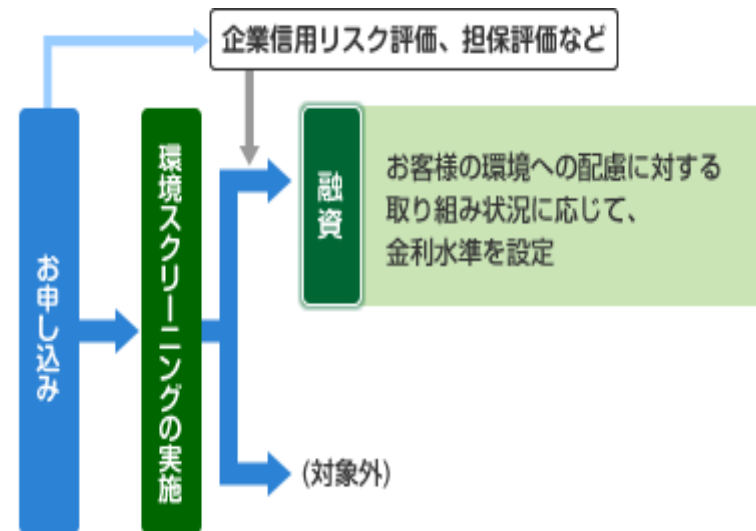 企業信用リスク評価、担保評価など
お申し込み
環境スクリーニングの実施
融資
お客様の環境への配慮に対する
取り組み状況に応じて、
金利水準を設定
(対象外)